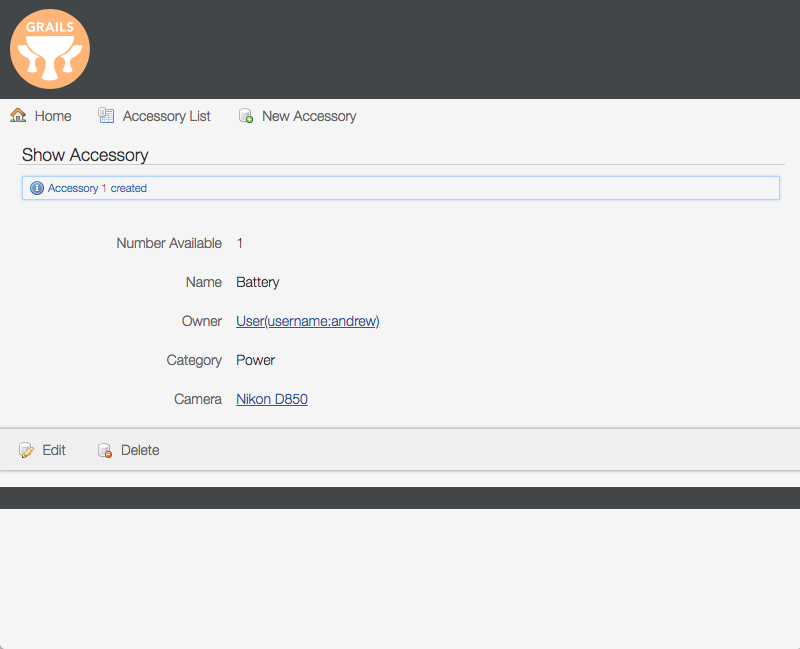 GRAILS
Home Accessory List New Accessory
Show Accessory
Accessory 1 created
Number Available 1
Name Battery
Owner User(username:andrew)
Category Power
Camera Nikon D850
Edit Delete